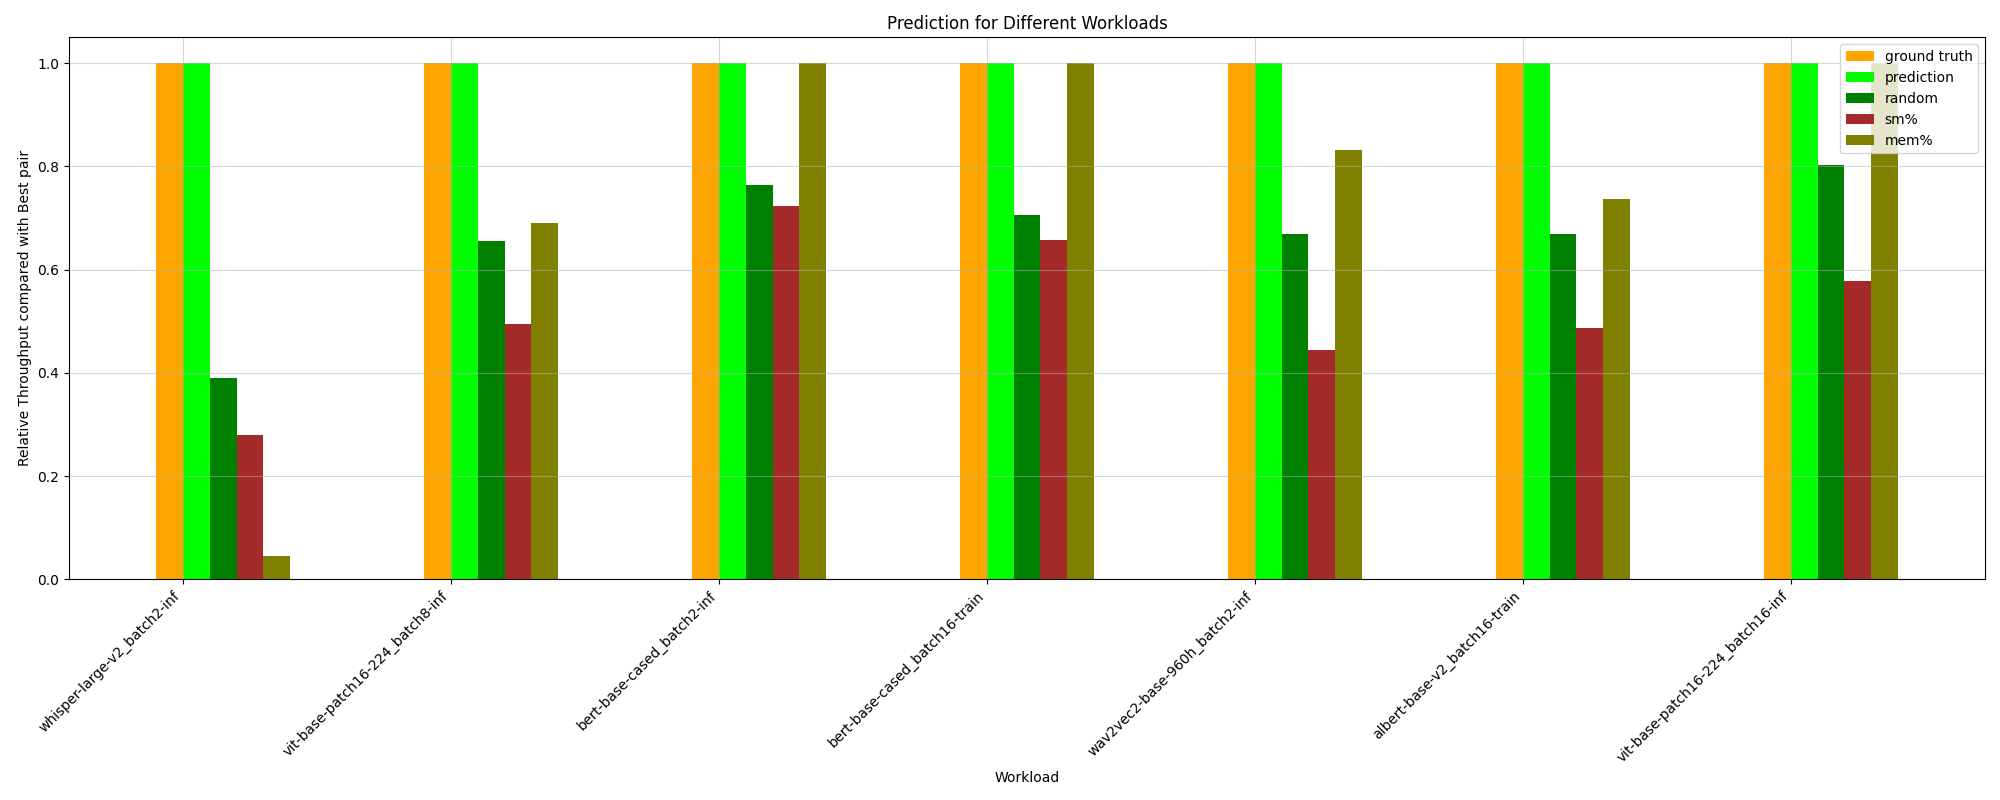 Prediction for Different Workloads
ground truth
prediction
random
sm%
mem%
Relative Throughput compared with Best pair
1.0
0.8
0.6
0.4
0.2
0.0
whisper-large-v2_batch2-inf
vit-base-patch16-224_batch8-inf
bert-base-cased_batch2-inf
bert-base-cased_batch16-train
wav2vec2-base-960h_batch2-inf
albert-base-v2_batch16-train
vit-base-patch16-224_batch16-inf
Workload